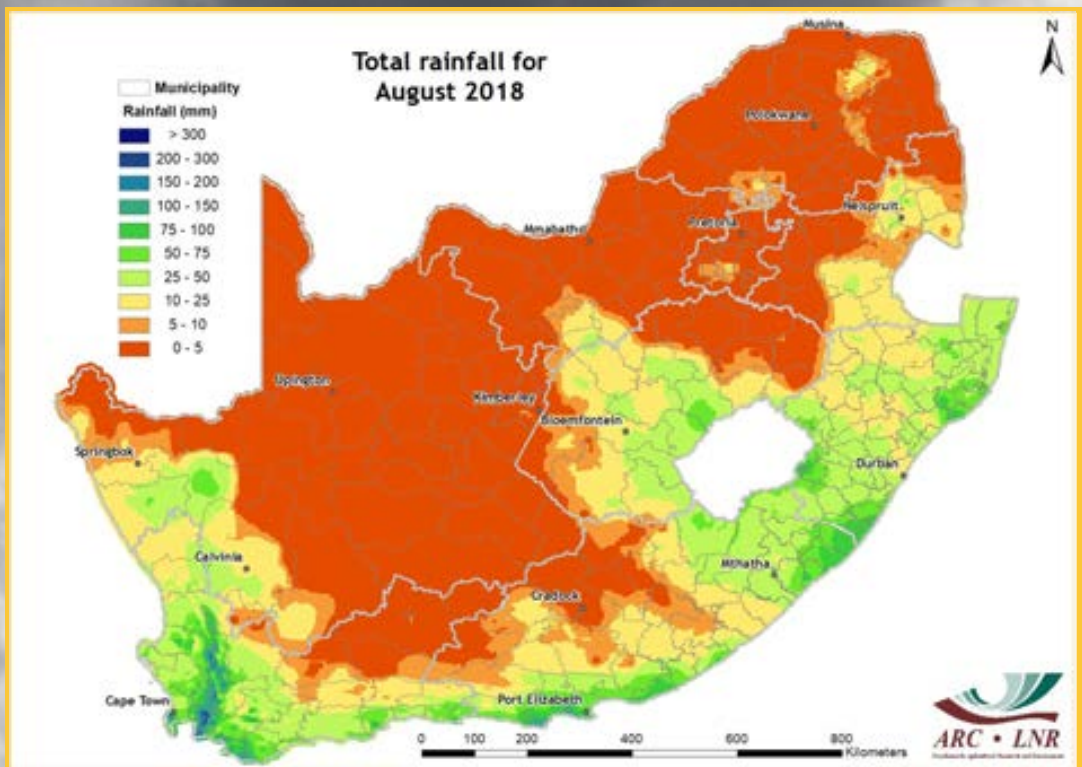 Total rainfall for
August 2018
N
Municipality
Rainfall (mm)
> 300
200 - 300
150 - 200
100 - 150
75 - 100
50 - 75
25 - 50
10 - 25
5 - 10
0 - 5
Musina
Polokwane
Nelspruit
Pretoria
Mmabatho
Upington
Kimberley
Bloemfontein
Springbok
Durban
Calvinia
Mthatha
Cradock
Cape Town
Port Elizabeth
0 100 200 400 600 800
Kilometers
ARC • LNR